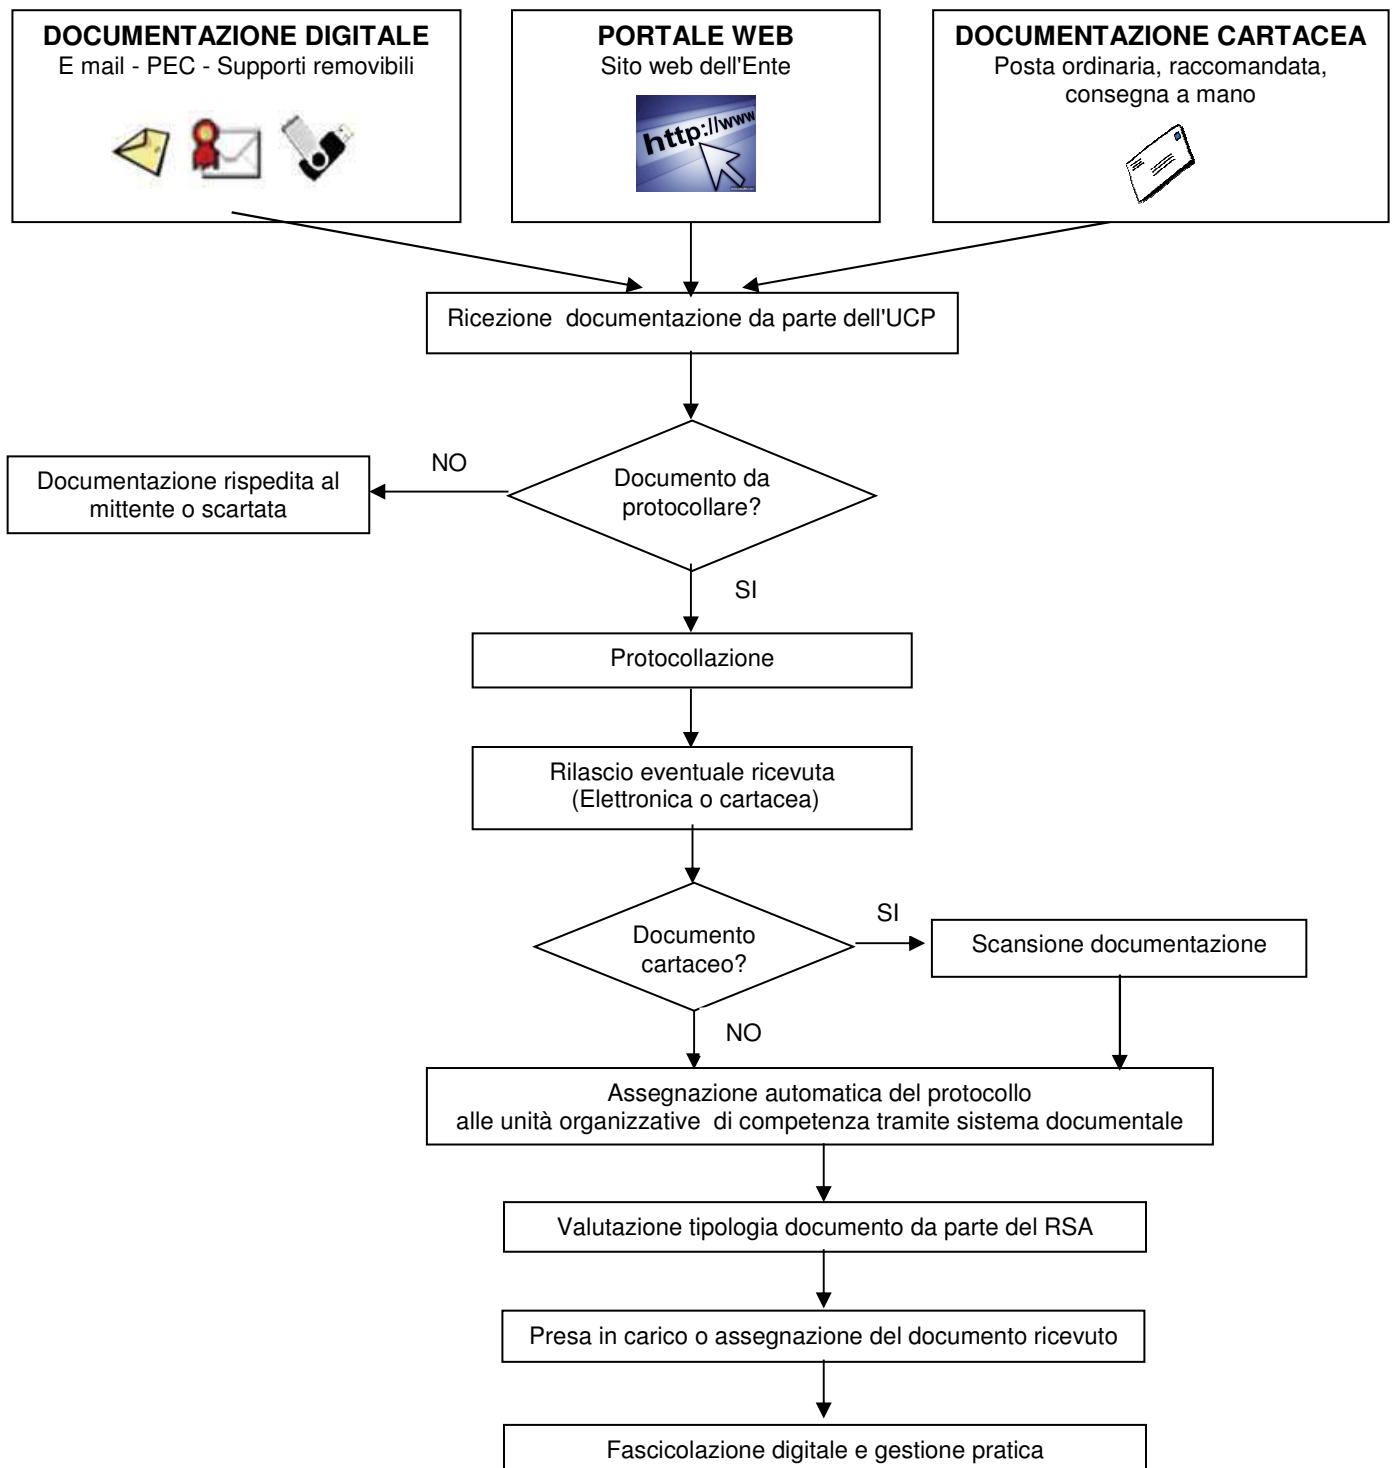 DOCUMENTAZIONE DIGITALE
E mail - PEC - Supporti removibili
PORTALE WEB
Sito web dell'Ente
http://www
DOCUMENTAZIONE CARTACEA
Posta ordinaria, raccomandata,
consegna a mano
Ricezione documentazione da parte dell'UCP
Documento da
protocollare?
NO
Documentazione rispedita al
mittente o scartata
SI
Protocollazione
Rilascio eventuale ricevuta
(Elettronica o cartacea)
Documento
cartaceo?
SI
Scansione documentazione
NO
Assegnazione automatica del protocollo
alle unità organizzative di competenza tramite sistema documentale
Valutazione tipologia documento da parte del RSA
Presa in carico o assegnazione del documento ricevuto
Fascicolazione digitale e gestione pratica